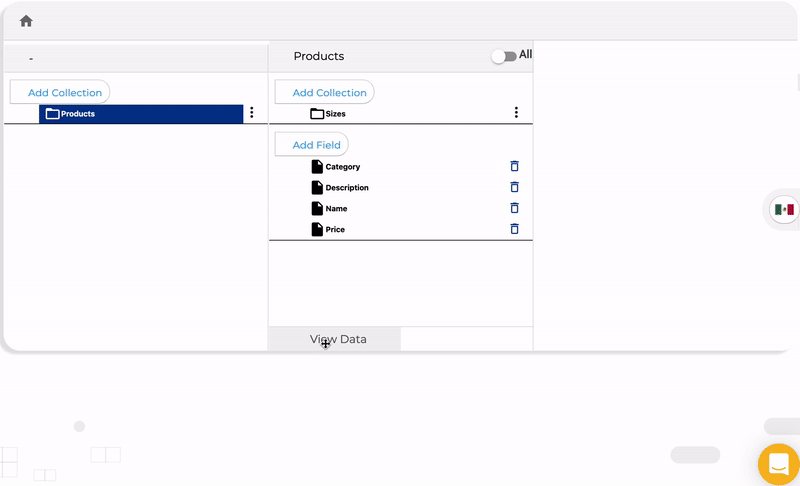 -
Products
All
Add Collection
Products
Add Collection
Sizes
Add Field
Category
Description
Name
Price
View Data